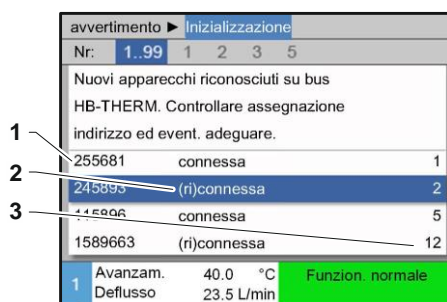 avvertimento ► Inizializzazione
Nr: 1..99 1 2 3 5
Nuovi apparecchi riconosciuti su bus
HB-THERM. Controllare assegnazione
indirizzo ed event. adeguare.
1
255681 connessa 1
2
245893 (ri)connessa 2
3
115896 connessa 5
1589663 (ri)connessa 12
1 Avanzam. 40.0 °C Funzion. normale
Deflusso 23.5 L/min